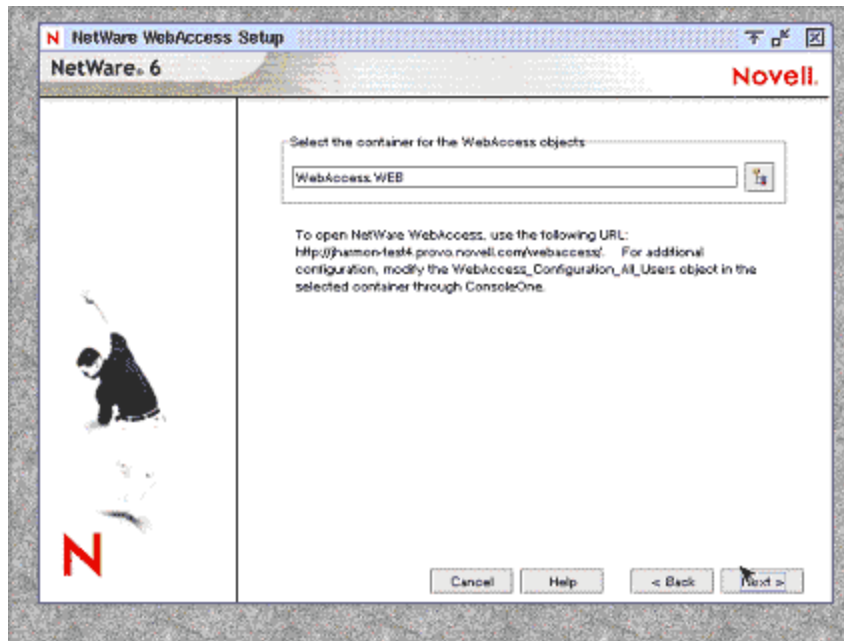 N NetWare WebAccess Setup
NetWare. 6
Novell.
Select the container for the WebAccess objects
WebAccess.WEB
To open NetWare WebAccess, use the following URL:
http://jharmon-test4.provo.novell.com/webaccess/. For addtional
configuration, modify the WebAccess_Configuration_All_Users object in the
selected container through ConsoleOne.
N
Cancel
Help
< Back
Next >